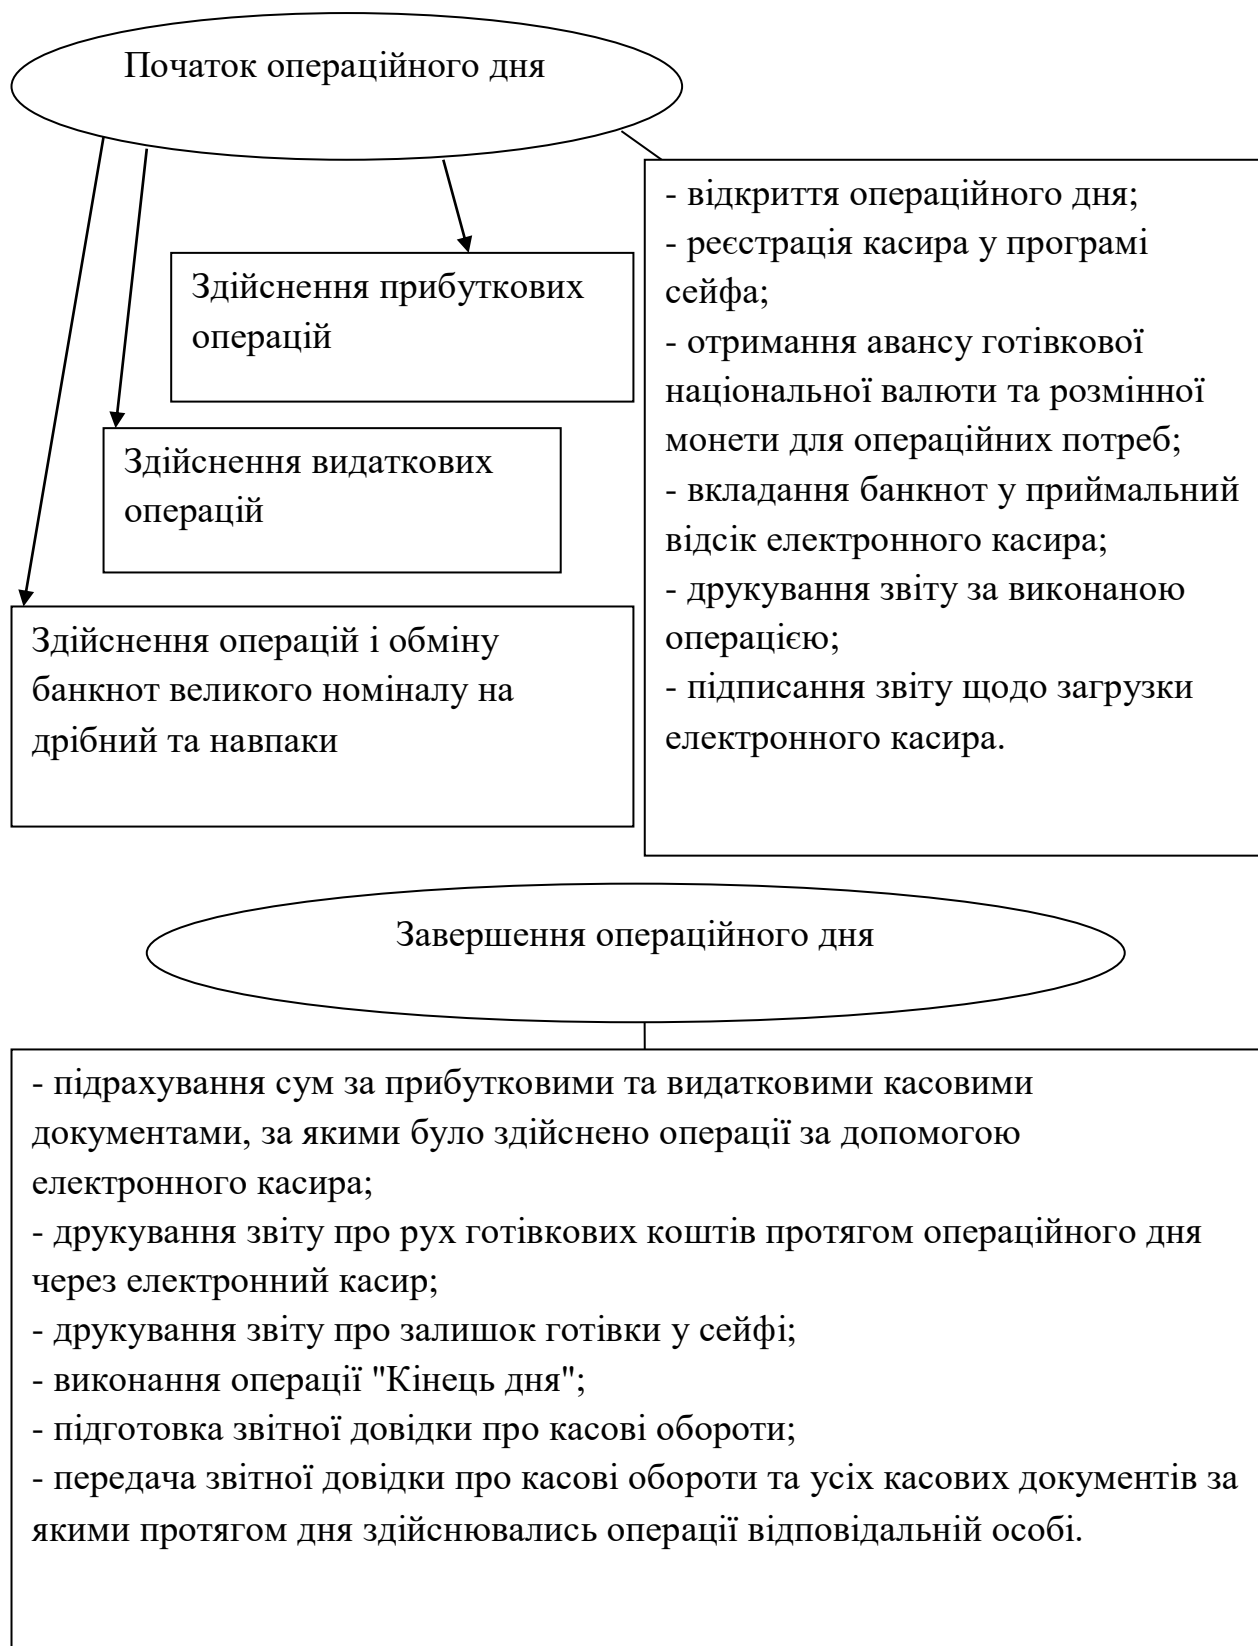 Початок операційного дня
Здійснення прибуткових
операцій
Здійснення видаткових
операцій
Здійснення операцій і обміну
банкнот великого номіналу на
дрібний та навпаки
- відкриття операційного дня;
- реєстрація касира у програмі
сейфа;
- отримання авансу готівкової
національної валюти та розмінної
монети для операційних потреб;
- вкладання банкнот у приймальний
відсік електронного касира;
- друкування звіту за виконаною
операцією;
- підписання звіту щодо загрузки
електронного касира.
Завершення операційного дня
- підрахування сум за прибутковими та видатковими касовими
документами, за якими було здійснено операції за допомогою
електронного касира;
- друкування звіту про рух готівкових коштів протягом операційного дня
через електронний касир;
- друкування звіту про залишок готівки у сейфі;
- виконання операції "Кінець дня";
- підготовка звітної довідки про касові обороти;
- передача звітної довідки про касові обороти та усіх касових документів за
якими протягом дня здійснювались операції відповідальній особі.